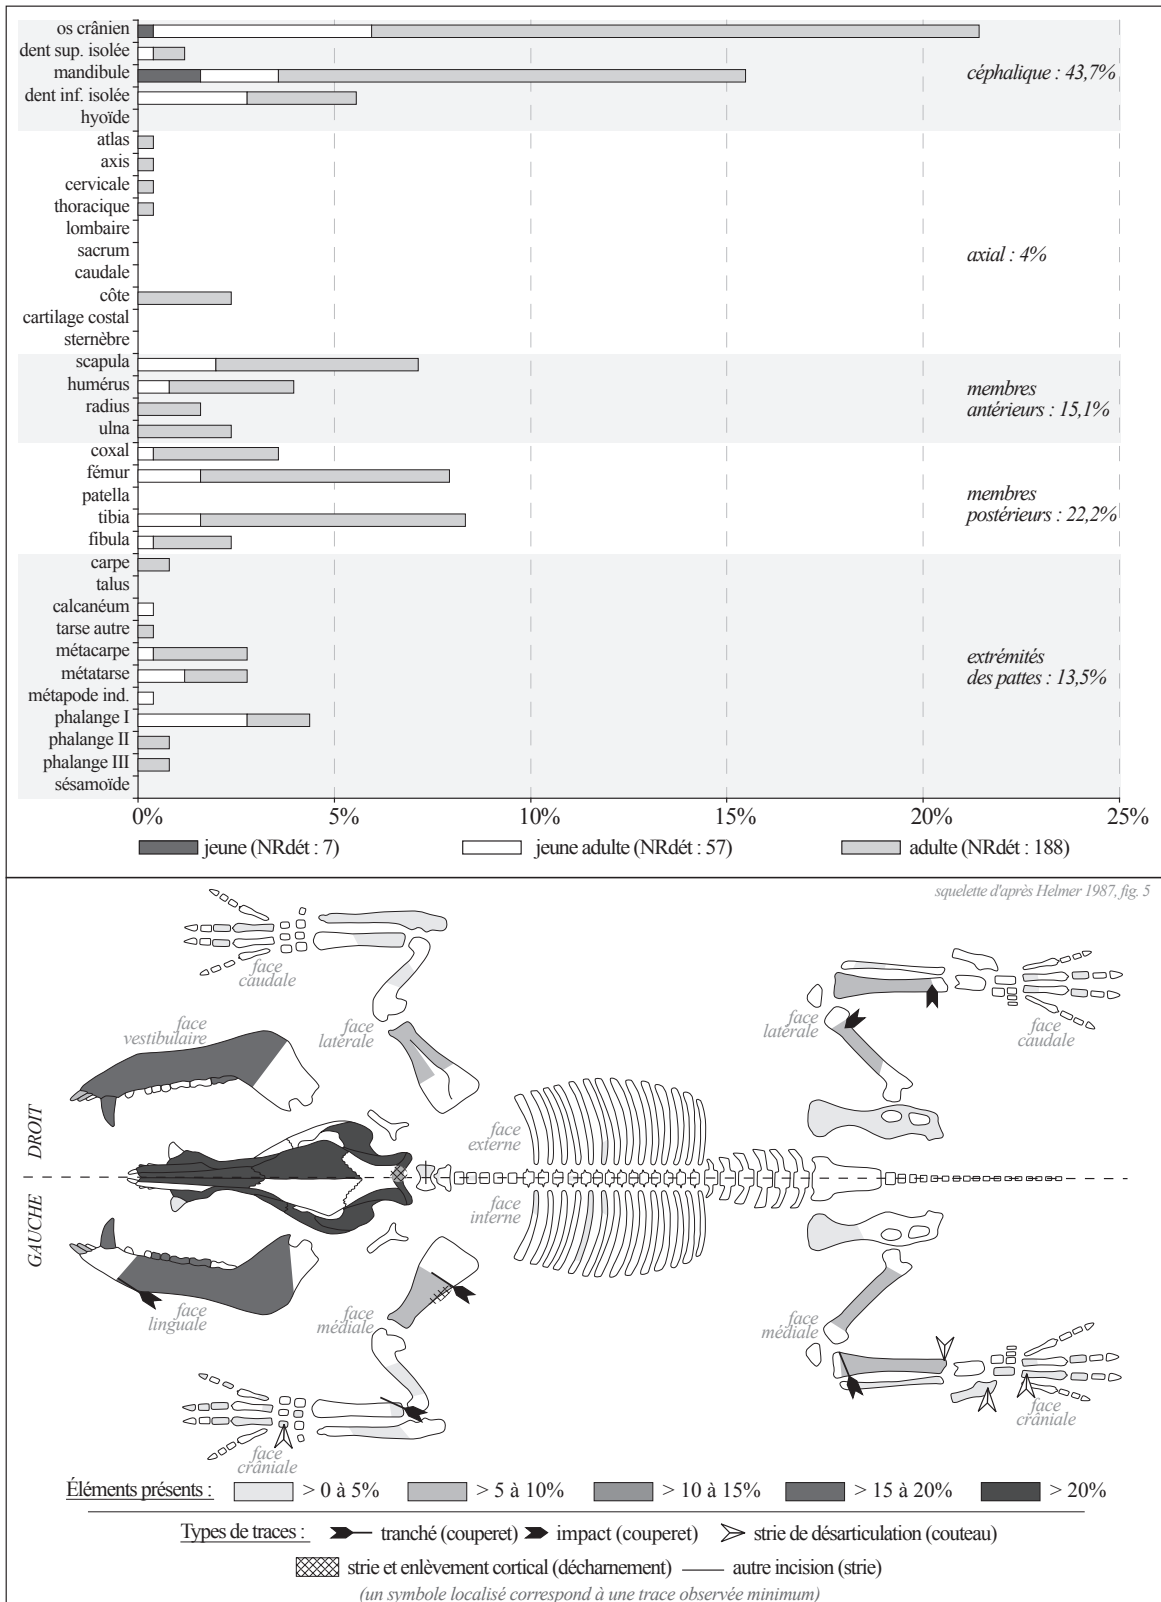 os crânien
dent sup. isolée
mandibule
dent inf. isolée
hyoïde
céphalique : 43,7%
atlas
axis
cervicale
thoracique
lombaire
sacrum
caudale
côte
cartilage costal
sternèbre
axial : 4%
scapula
humérus
radius
ulna
membres
antérieurs : 15,1%
coxal
fémur
patella
tibia
fibula
membres
postérieurs : 22,2%
carpe
talus
calcanéum
tarse autre
métacarpe
métatarse
métapode ind.
phalange I
phalange II
phalange III
sésamoïde
extrémités
des pattes : 13,5%
0% 5% 10% 15% 20% 25%
jeune (NRdét : 7) jeune adulte (NRdét : 57) adulte (NRdét : 188)
squelette d'après Helmer 1987, fig. 5
face
caudale
face
vestibulaire
face
latérale
face
latérale
face
caudale
DROIT
face
externe
GAUCHE
face
interne
face
linguale
face
médiale
face
médiale
face
crâniale
face
crâniale
Éléments présents : > 0 à 5% > 5 à 10% > 10 à 15% > 15 à 20% > 20%
Types de traces : tranché (couperet) impact (couperet) strie de désarticulation (couteau)
strie et enlèvement cortical (décharnement) autre incision (strie)
(un symbole localisé correspond à une trace observée minimum)